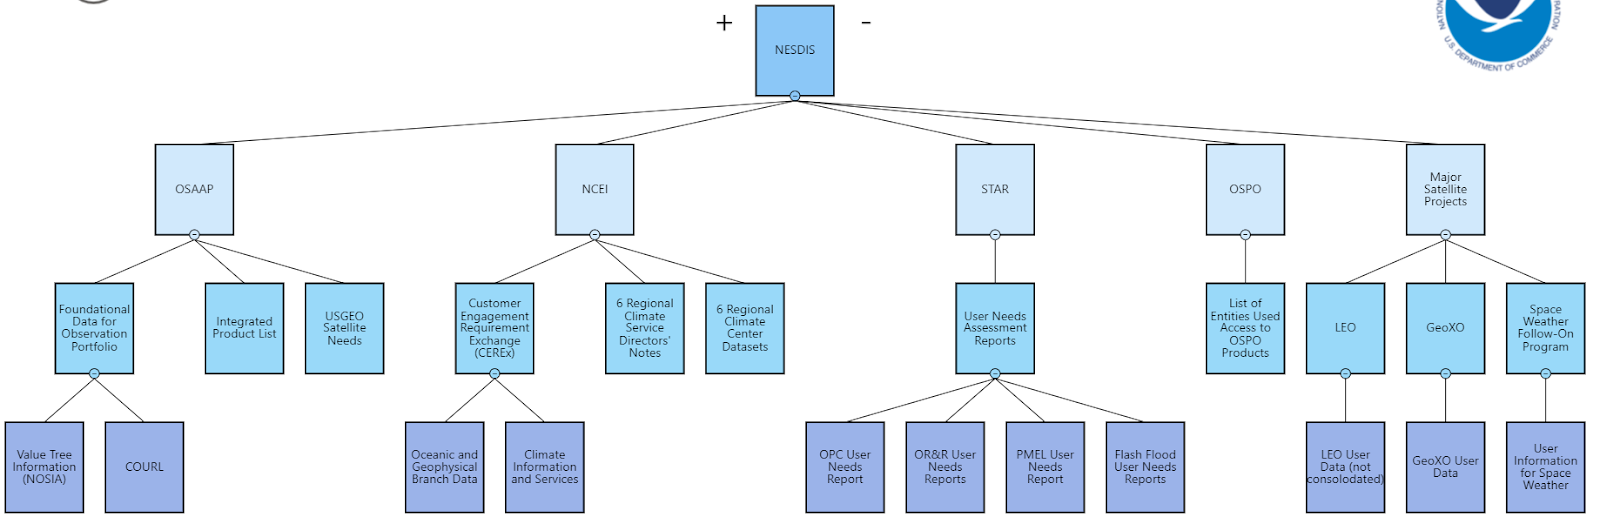 +
-
NESDIS
NATION
RATION
U.S. DEPARTMENT OF COMMERCE
OSAAP
NCEI
STAR
OSPO
Major
Satellite
Projects
Foundational
Data for
Observation
Portfolio
Integrated
Product List
USGEO
Satellite
Needs
Customer
Engagement
Requirement
Exchange
(CEREx)
6 Regional
Climate
Service
Directors'
Notes
6 Regional
Climate
Center
Datasets
User Needs
Assessment
Reports
List of
Entities Used
Access to
OSPO
Products
LEO
GeoXO
Space
Weather
Follow-On
Program
Value Tree
Information
(NOSIA)
COURL
Oceanic and
Geophysical
Branch Data
Climate
Information
and Services
OPC User
Needs
Report
OR&R User
Needs
Reports
PMEL User
Needs
Report
Flash Flood
User Needs
Reports
LEO User
Data (not
consolodated)
GeoXO User
Data
User
Information
for Space
Weather